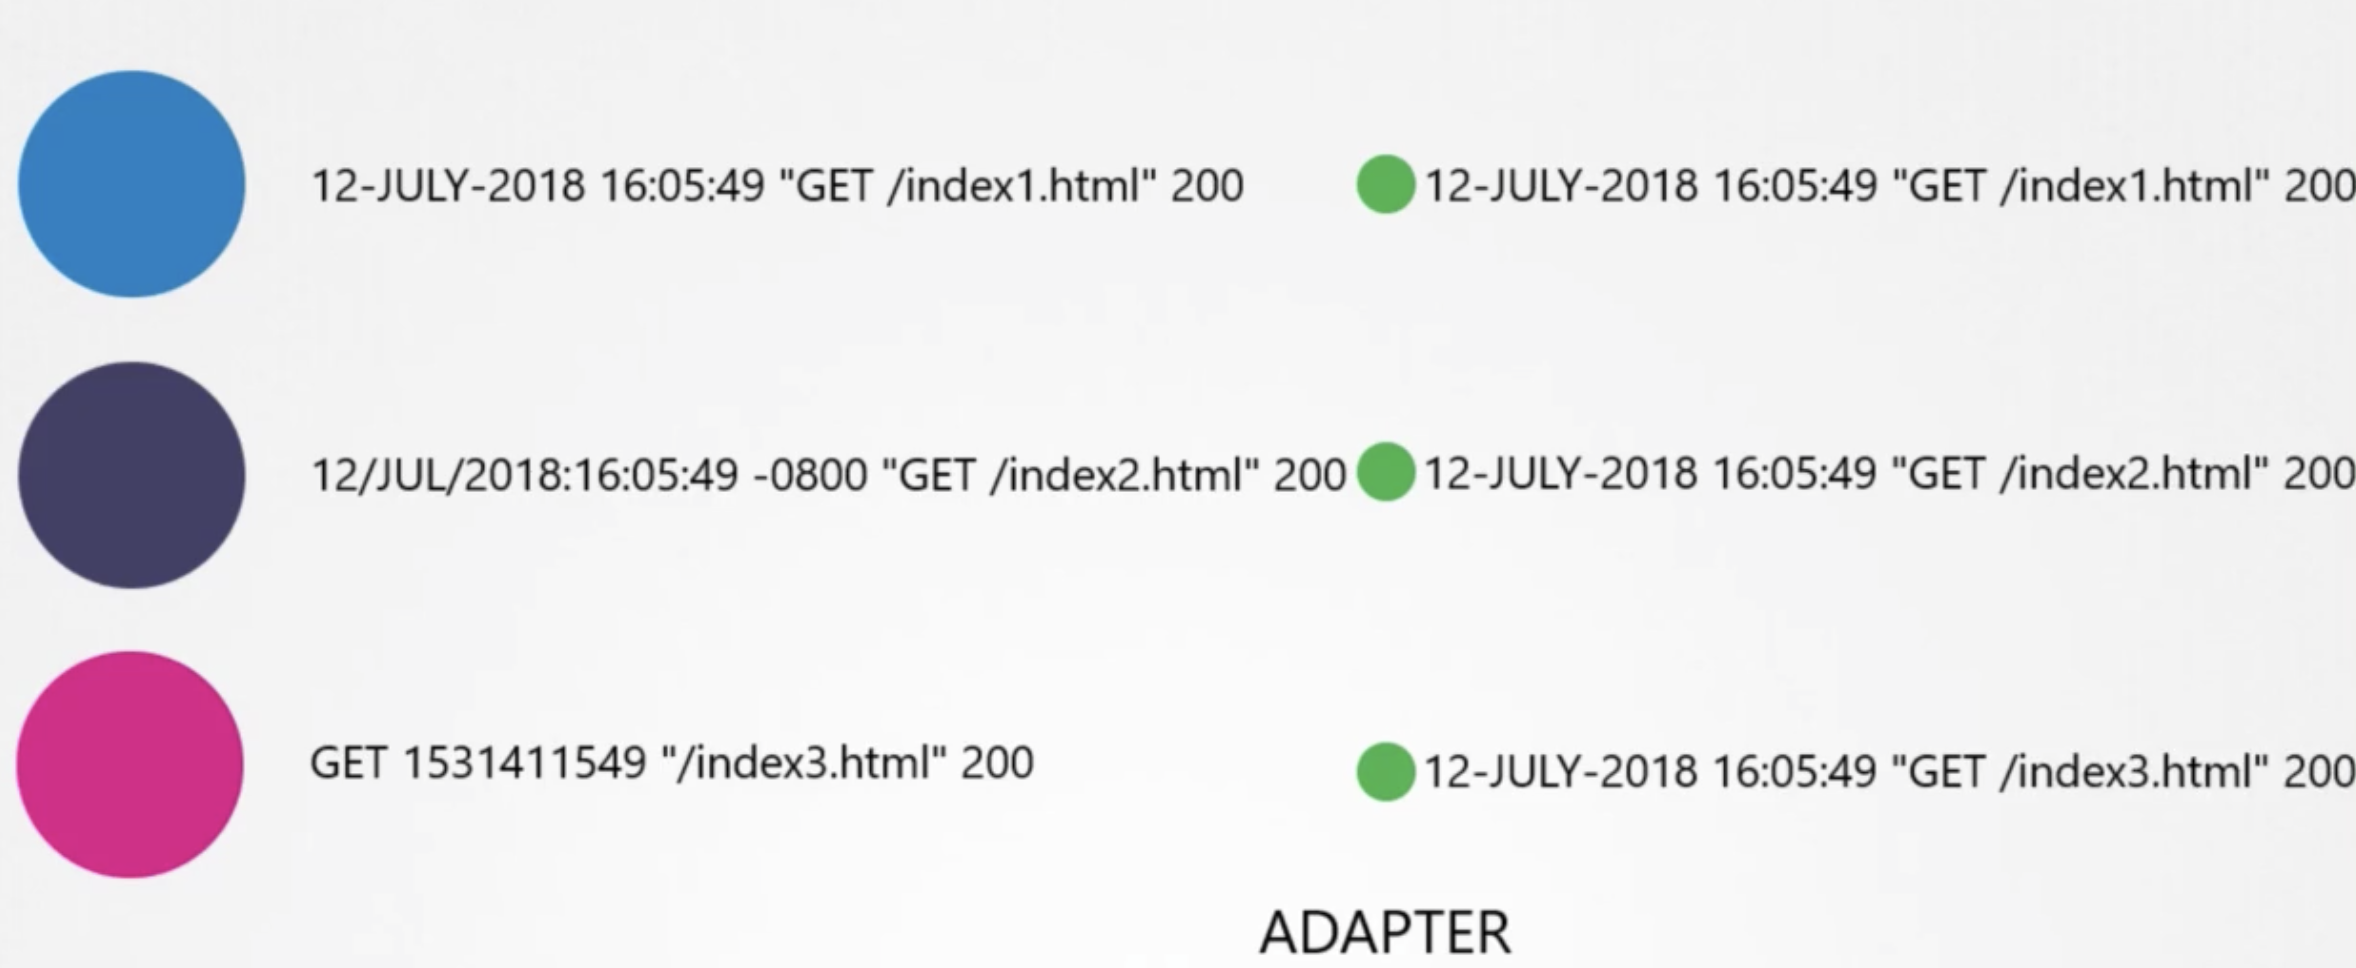 12-JULY-2018 16:05:49 "GET /index1.html" 200
12-JULY-2018 16:05:49 "GET /index1.html" 200
12/JUL/2018:16:05:49 -0800 "GET /index2.html" 200
12-JULY-2018 16:05:49 "GET /index2.html" 200
GET 1531411549 "/index3.html" 200
12-JULY-2018 16:05:49 "GET /index3.html" 200
ADAPTER